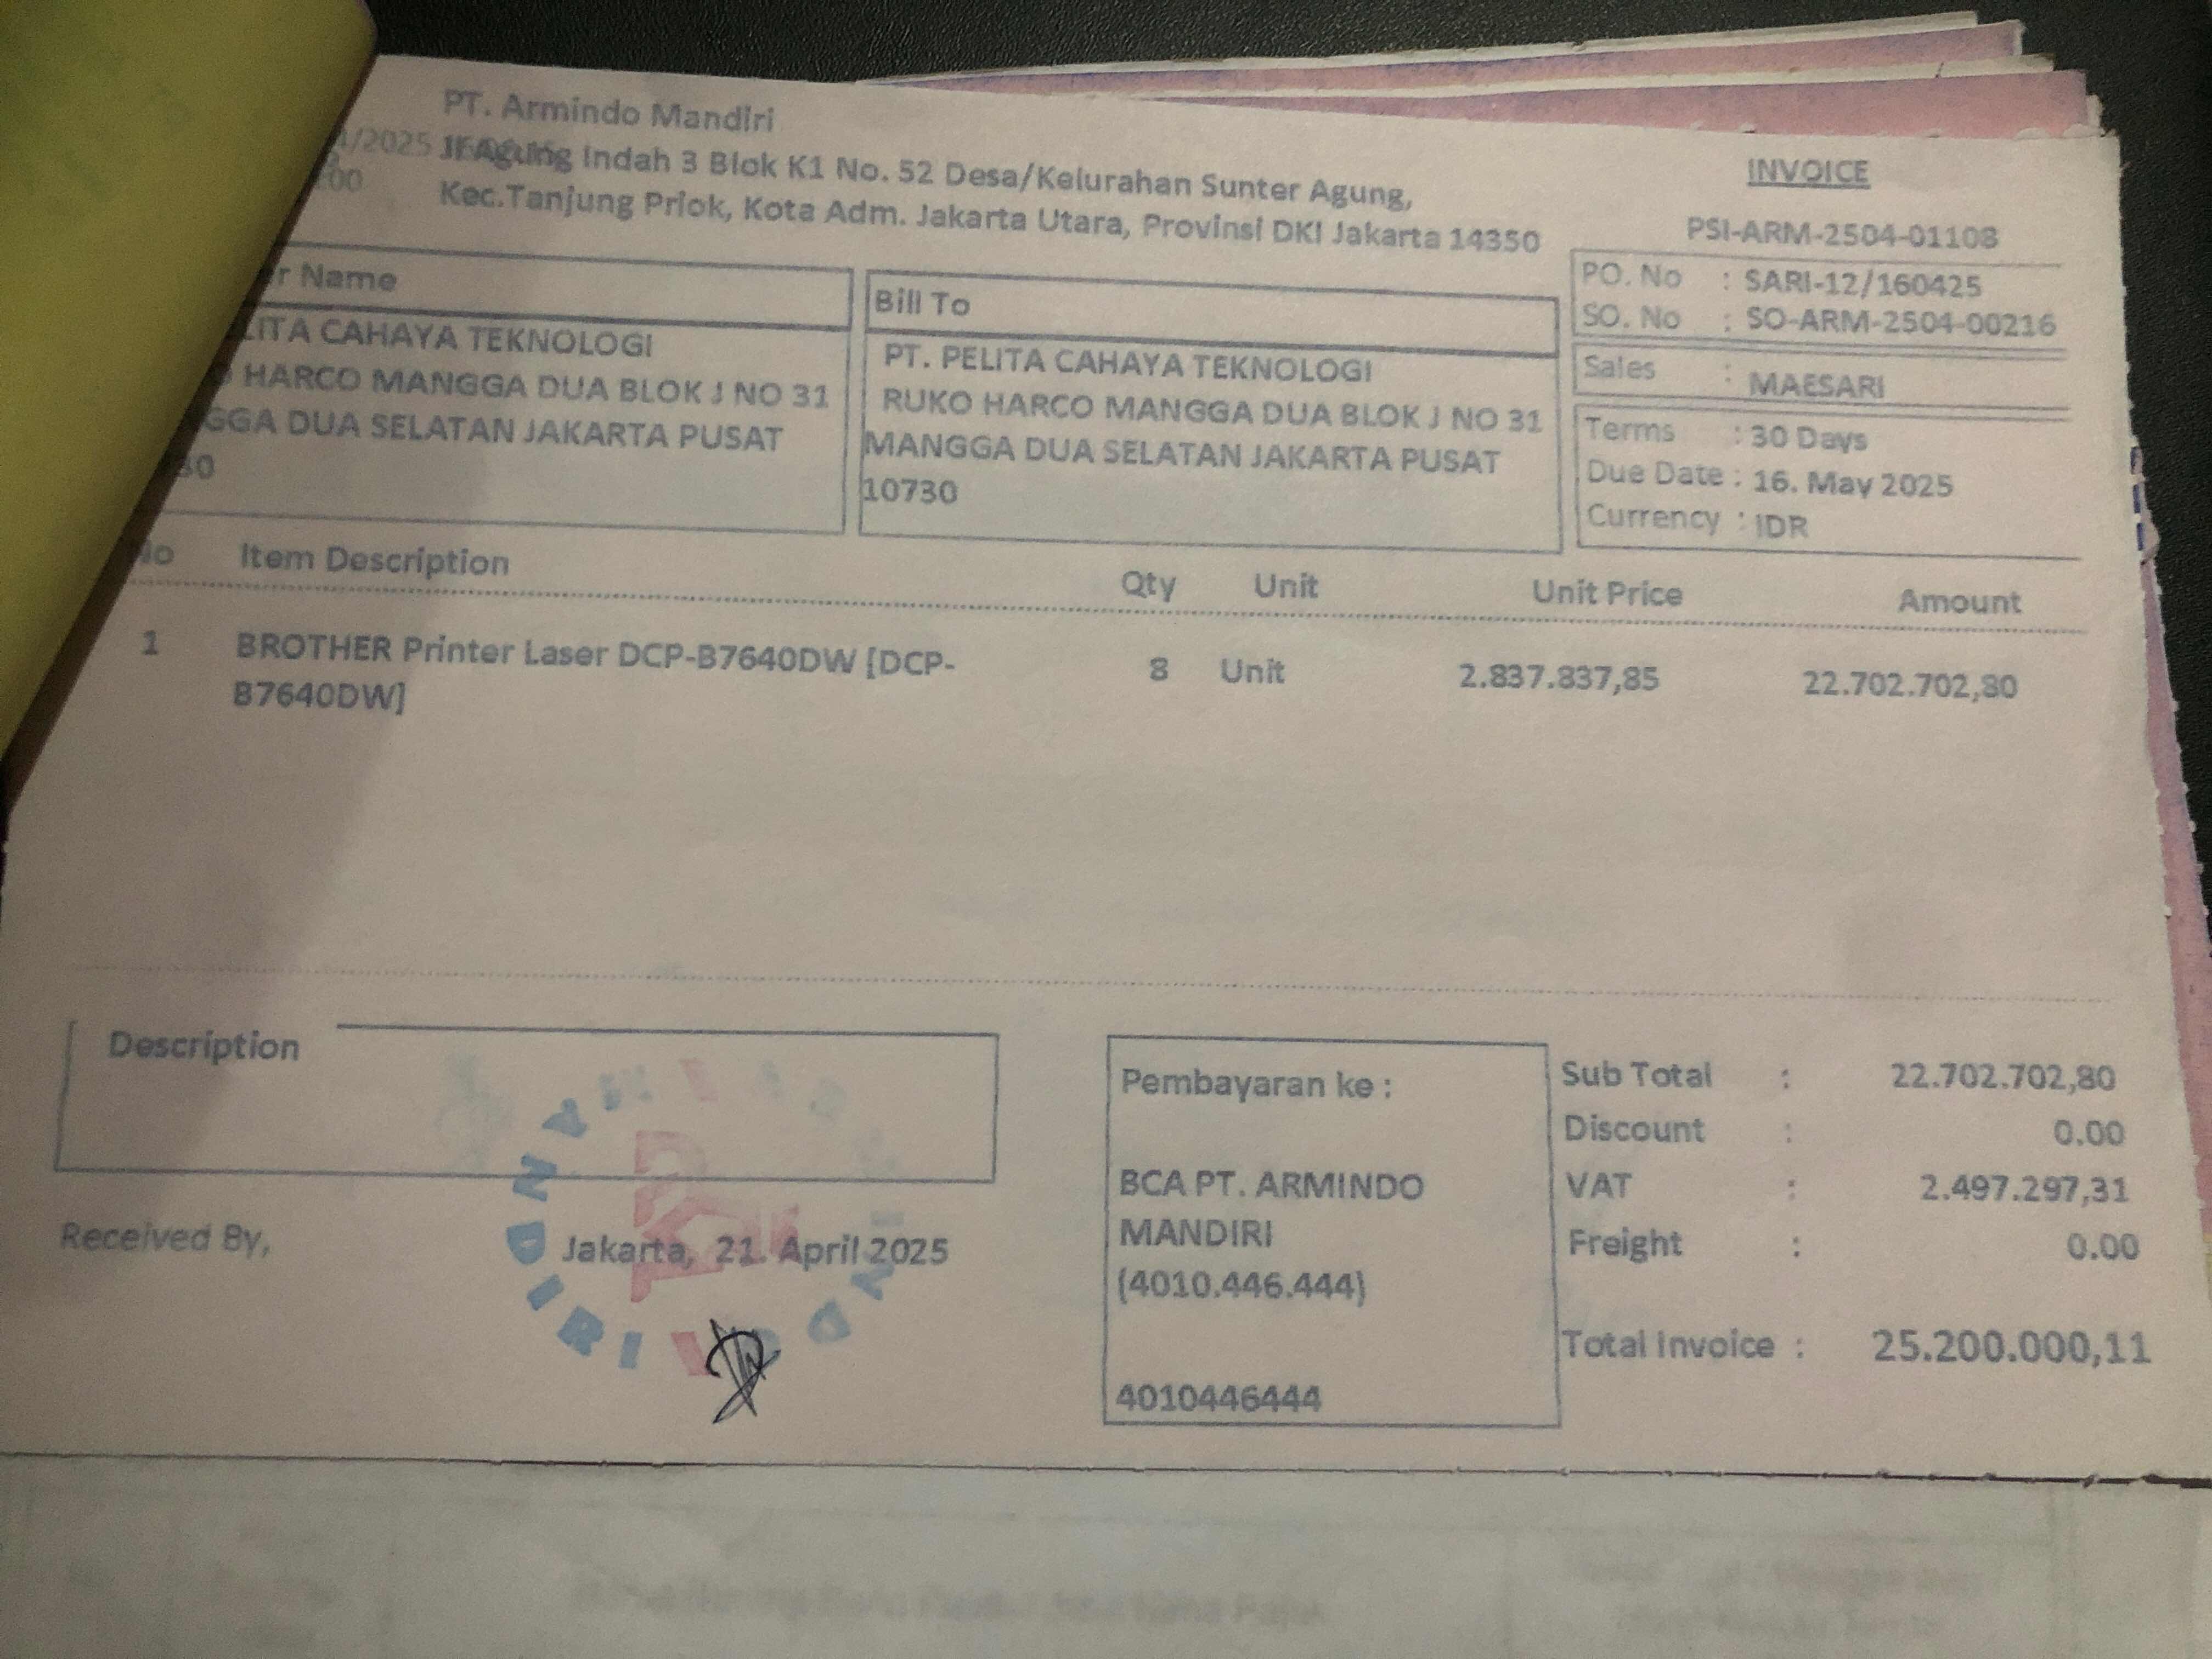 PT. Armindo Mandiri
Jl Agung Indah 3 Blok K1 No. 52 Desa/Kelurahan Sunter Agung,
Kec.Tanjung Priok, Kota Adm. Jakarta Utara, Provinsi DKI Jakarta 14350
/2025
:00
INVOICE
PSI-ARM-2504-01108
PO. No : SARI-12/160425
SO. No : SO-ARM-2504-00216
Sales : MAESARI
Terms : 30 Days
Due Date : 16. May 2025
Currency : IDR
r Name
LITA CAHAYA TEKNOLOGI
HARCO MANGGA DUA BLOK J NO 31
GGA DUA SELATAN JAKARTA PUSAT
30
Bill To
PT. PELITA CAHAYA TEKNOLOGI
RUKO HARCO MANGGA DUA BLOK J NO 31
MANGGA DUA SELATAN JAKARTA PUSAT
10730
No Item Description Qty Unit Unit Price Amount
1 BROTHER Printer Laser DCP-B7640DW [DCP- 8 Unit 2.837.837,85 22.702.702,80
B7640DW]
Description
Received By,
Jakarta, 21. April 2025
Pembayaran ke :
BCA PT. ARMINDO
MANDIRI
(4010.446.444)
4010446444
Sub Total : 22.702.702,80
Discount : 0.00
VAT : 2.497.297,31
Freight : 0.00
Total Invoice : 25.200.000,11